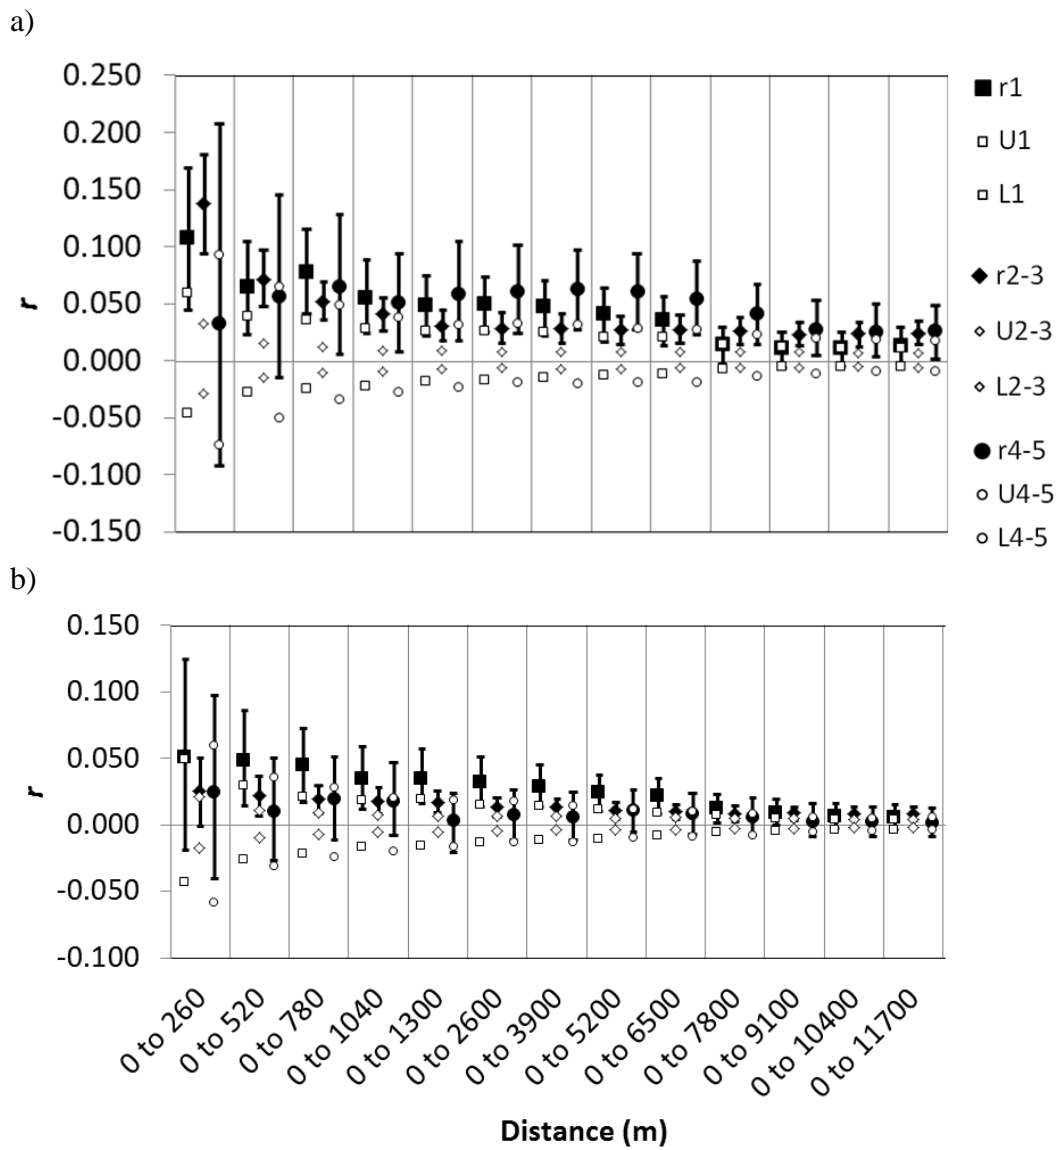 a)
0.250
0.200
0.150
0.100
0.050
0.000
-0.050
-0.100
-0.150
r
r1
U1
L1
r2-3
U2-3
L2-3
r4-5
U4-5
L4-5
b)
0.150
0.100
0.050
0.000
-0.050
-0.100
r
0 to 260
0 to 520
0 to 780
0 to 1040
0 to 1300
0 to 2600
0 to 3900
0 to 5200
0 to 6500
0 to 7800
0 to 9100
0 to 10400
0 to 11700
Distance (m)